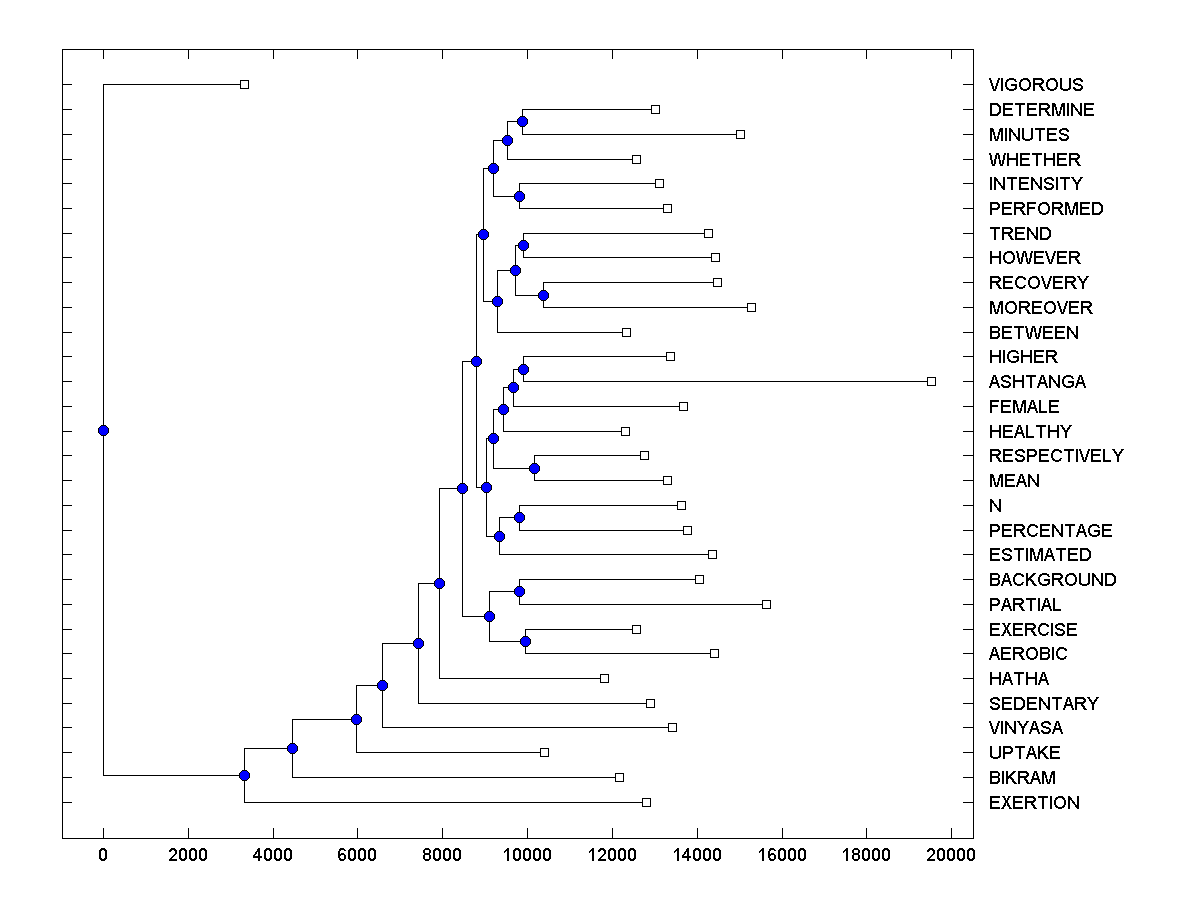 VIGOROUS
DETERMINE
MINUTES
WHETHER
INTENSITY
PERFORMED
TREND
HOWEVER
RECOVERY
MOREOVER
BETWEEN
HIGHER
ASHTANGA
FEMALE
HEALTHY
RESPECTIVELY
MEAN
N
PERCENTAGE
ESTIMATED
BACKGROUND
PARTIAL
EXERCISE
AEROBIC
HATHA
SEDENTARY
VINYASA
UPTAKE
BIKRAM
EXERTION
0 2000 4000 6000 8000 10000 12000 14000 16000 18000 20000